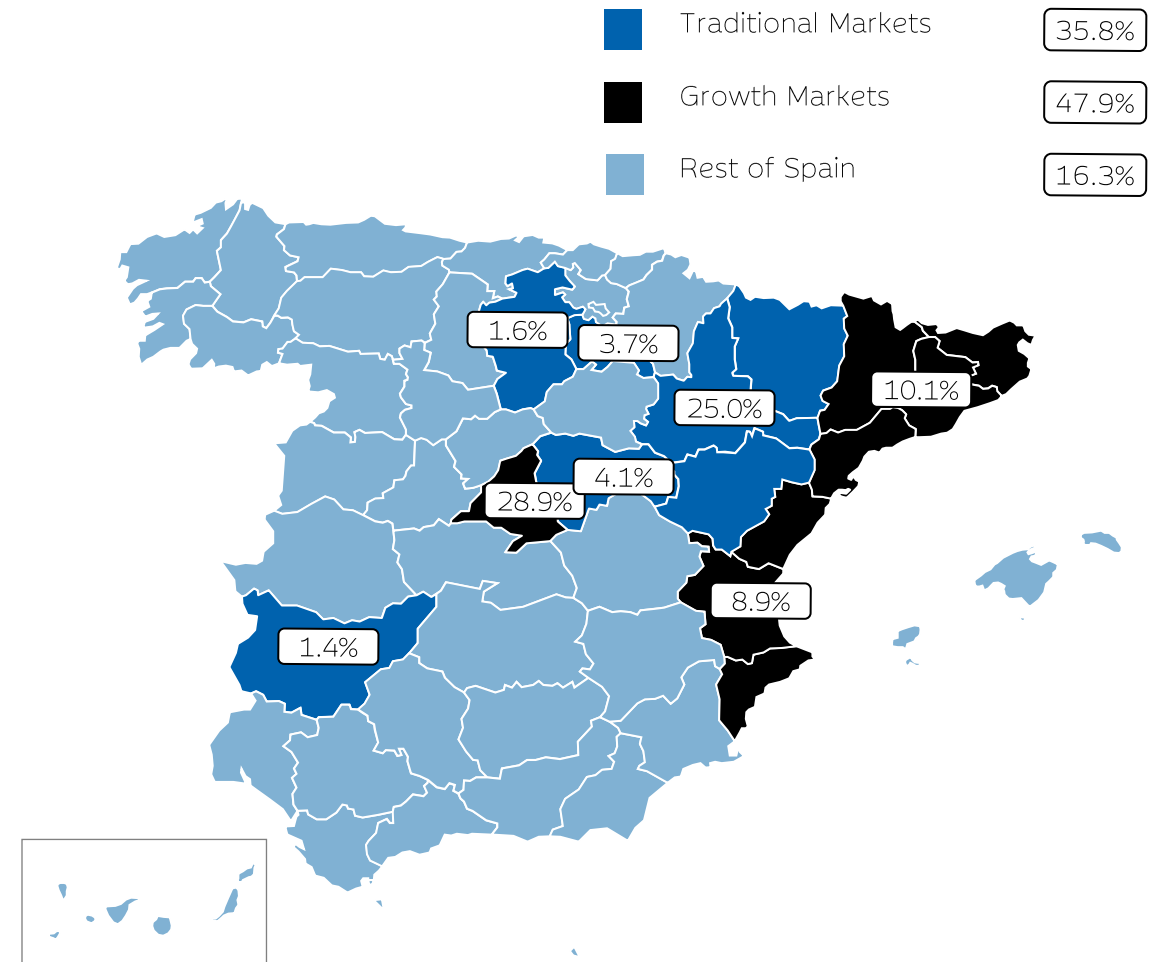 Traditional Markets 35.8%
Growth Markets 47.9%
Rest of Spain 16.3%
1.6%
3.7%
10.1%
25.0%
4.1%
28.9%
8.9%
1.4%